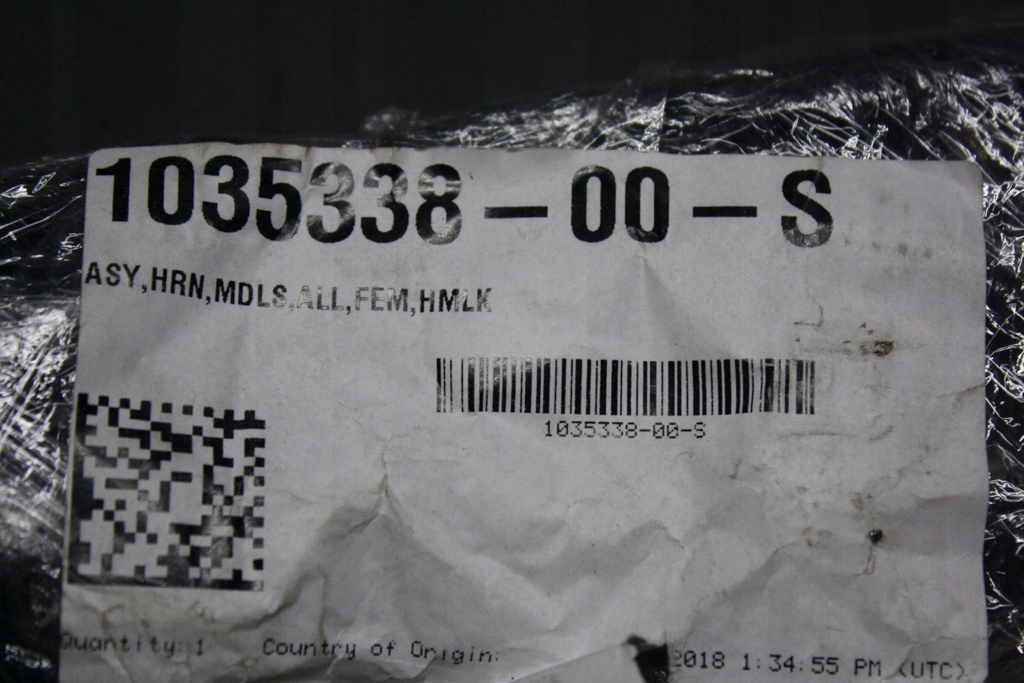 1035338-00-S
ASY,HRN,MDLS,ALL,FEM,HMLK
1035338-00-S
Quantity: 1 Country of Origin: 2018 1:34:55 PM (UTC)